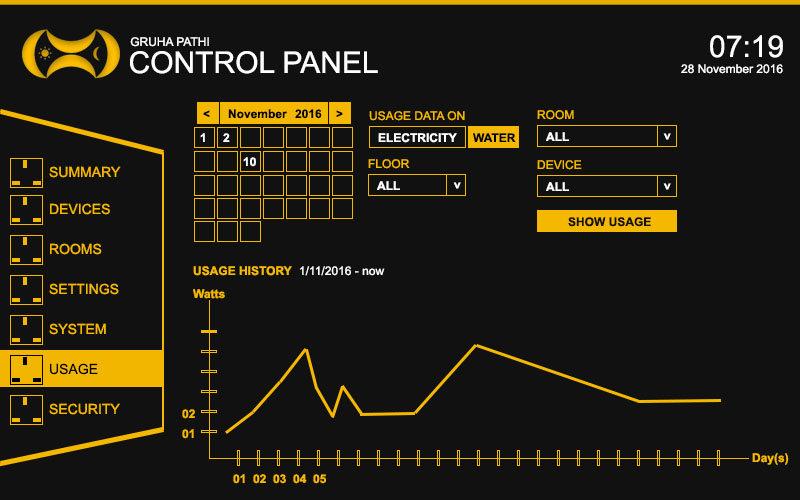 GRUHA PATHI
CONTROL PANEL
07:19
28 November 2016
< November 2016 >
1 2
10
USAGE DATA ON
ELECTRICITY WATER
FLOOR
ALL v
ROOM
ALL v
DEVICE
ALL v
SHOW USAGE
SUMMARY
DEVICES
ROOMS
SETTINGS
SYSTEM
USAGE
SECURITY
USAGE HISTORY 1/11/2016 - now
Watts
02
01
Day(s)
01 02 03 04 05